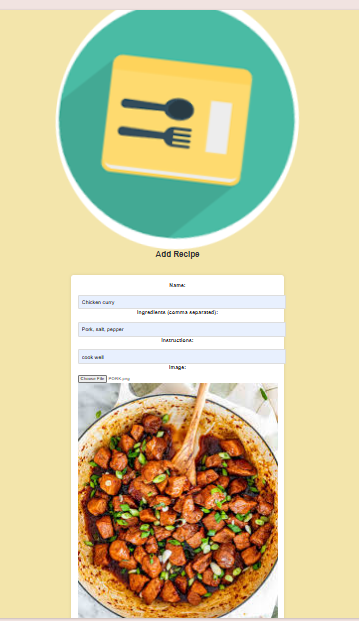 Add Recipe
Name:
Chicken curry
Ingredients (comma separated):
Pork, salt, pepper
Instructions:
cook well
Image:
Choose File PORK.png